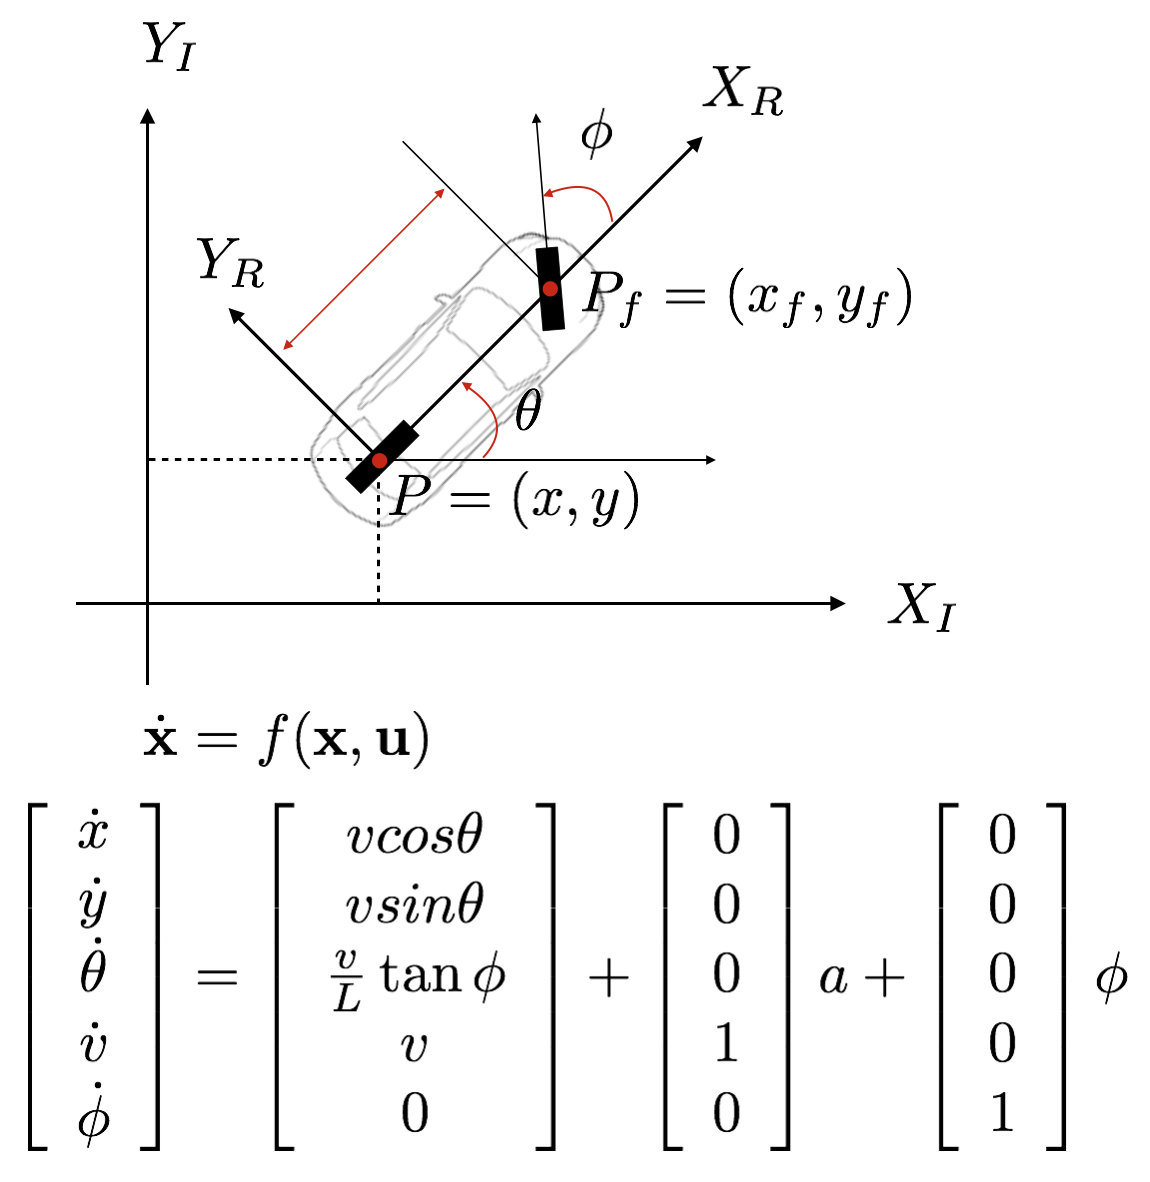 Y_I
X_R
ϕ
Y_R
P_f = (x_f, y_f)
θ
P = (x, y)
X_I
ẋ = f(x, u)
[ẋ ẏ θ̇ v̇ ϕ̇] = [vcosθ vsinθ v/L tan ϕ v 0] + [0 0 0 1 0] a + [0 0 0 0 1] ϕ